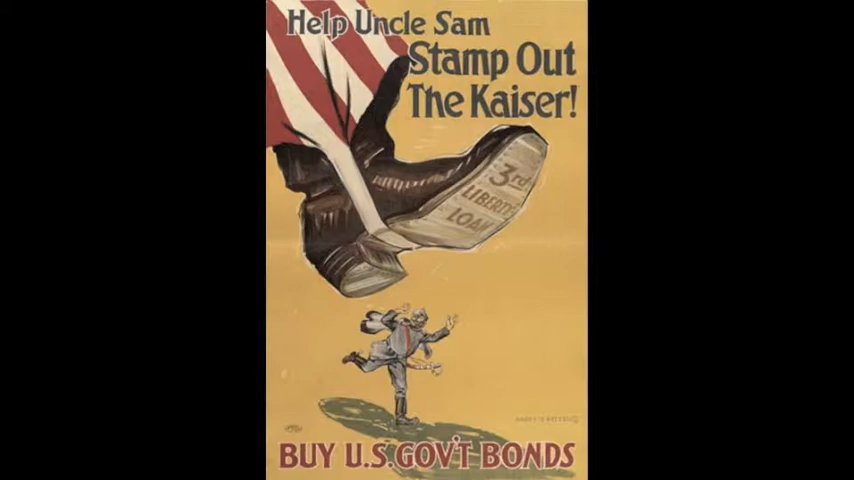 Help Uncle Sam
Stamp Out
The Kaiser!
3rd
LIBERTY
LOAN
BUY U.S. GOV'T BONDS